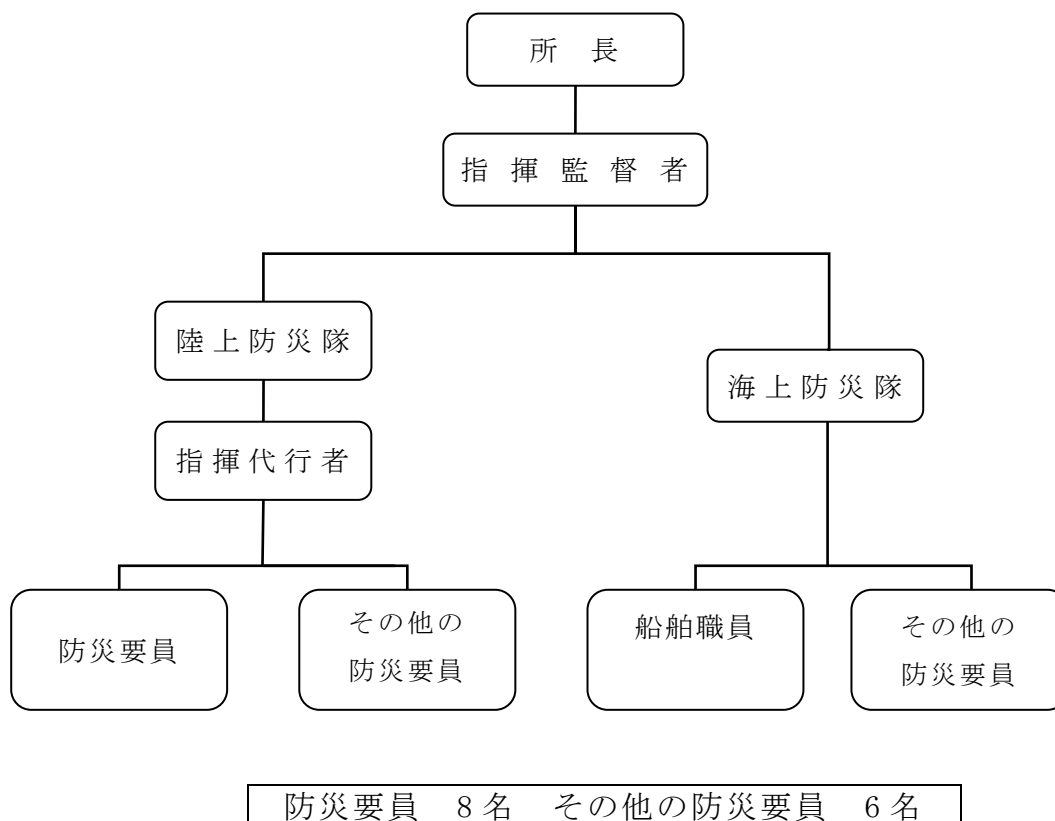 所　長
指揮監督者
陸上防災隊
海上防災隊
指揮代行者
防災要員
その他の
防災要員
船舶職員
その他の
防災要員
防災要員　8名　その他の防災要員　6名